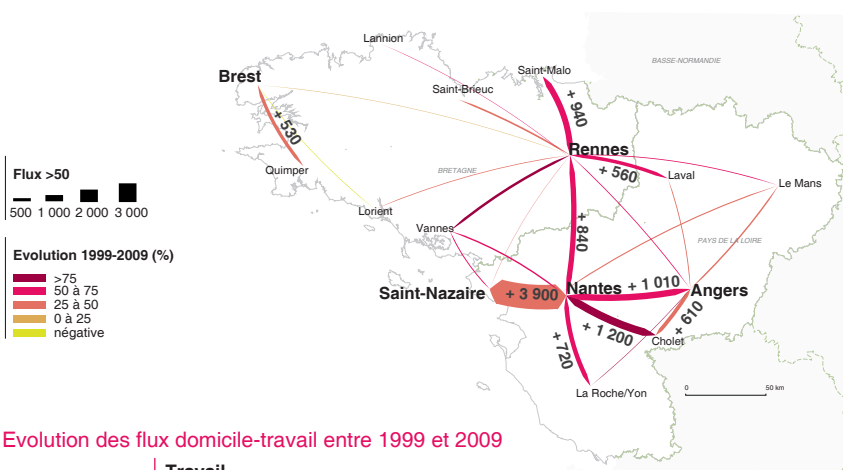 Lannion
Brest
Saint-Malo
BASSE-NORMANDIE
Saint-Brieuc
+ 940
+ 530
Rennes
Flux >50
Quimper
BRETAGNE
+ 560
Laval
Le Mans
500 1 000 2 000 3 000
Lorient
Vannes
+ 840
PAYS DE LA LOIRE
Evolution 1999-2009 (%)
>75
50 à 75
25 à 50
0 à 25
négative
Saint-Nazaire
+ 3 900
Nantes
+ 1 010
Angers
+ 1 200
+ 610
Cholet
+ 720
La Roche/Yon
0 50 km
Evolution des flux domicile-travail entre 1999 et 2009
Travail